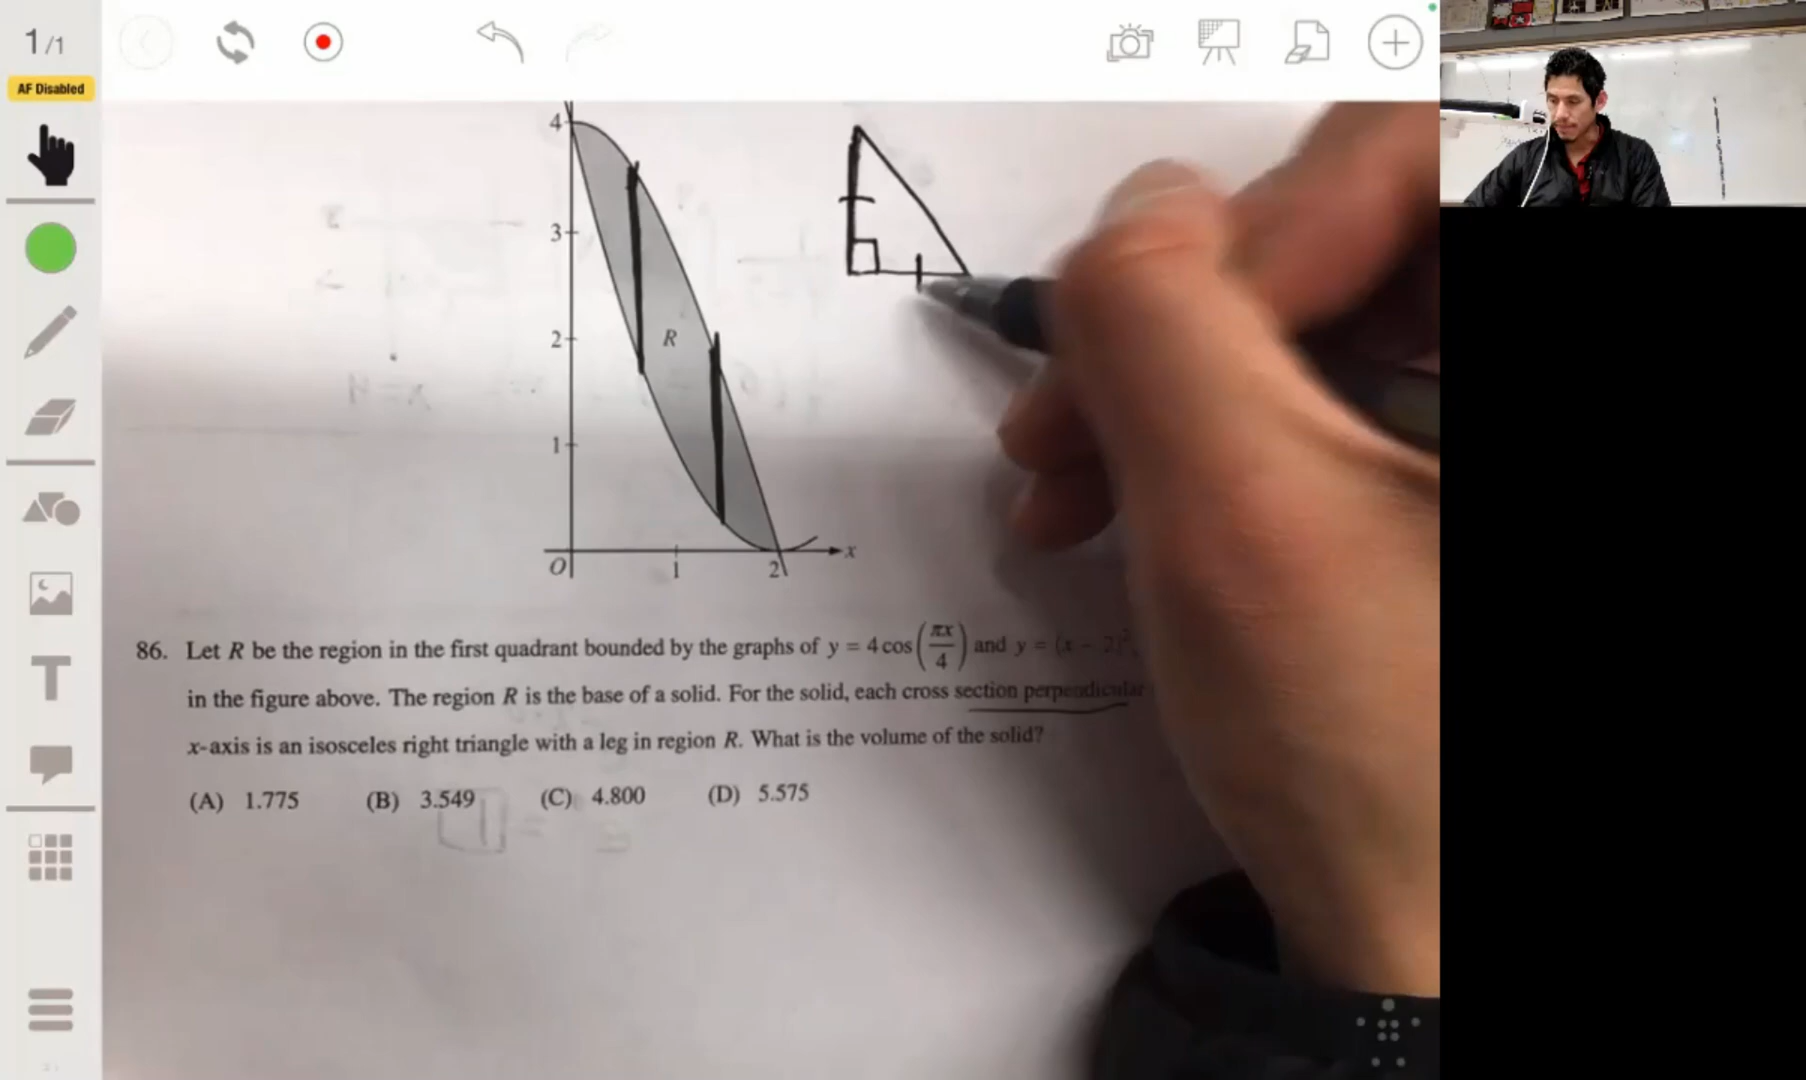 1/1
AF Disabled
4
3
2
1
R
O
1
2
x
86. Let R be the region in the first quadrant bounded by the graphs of y = 4 cos(πx/4) and y = (x − 2)²,
in the figure above. The region R is the base of a solid. For the solid, each cross section perpendicular
x-axis is an isosceles right triangle with a leg in region R. What is the volume of the solid?
(A) 1.775 (B) 3.549 (C) 4.800 (D) 5.575
T